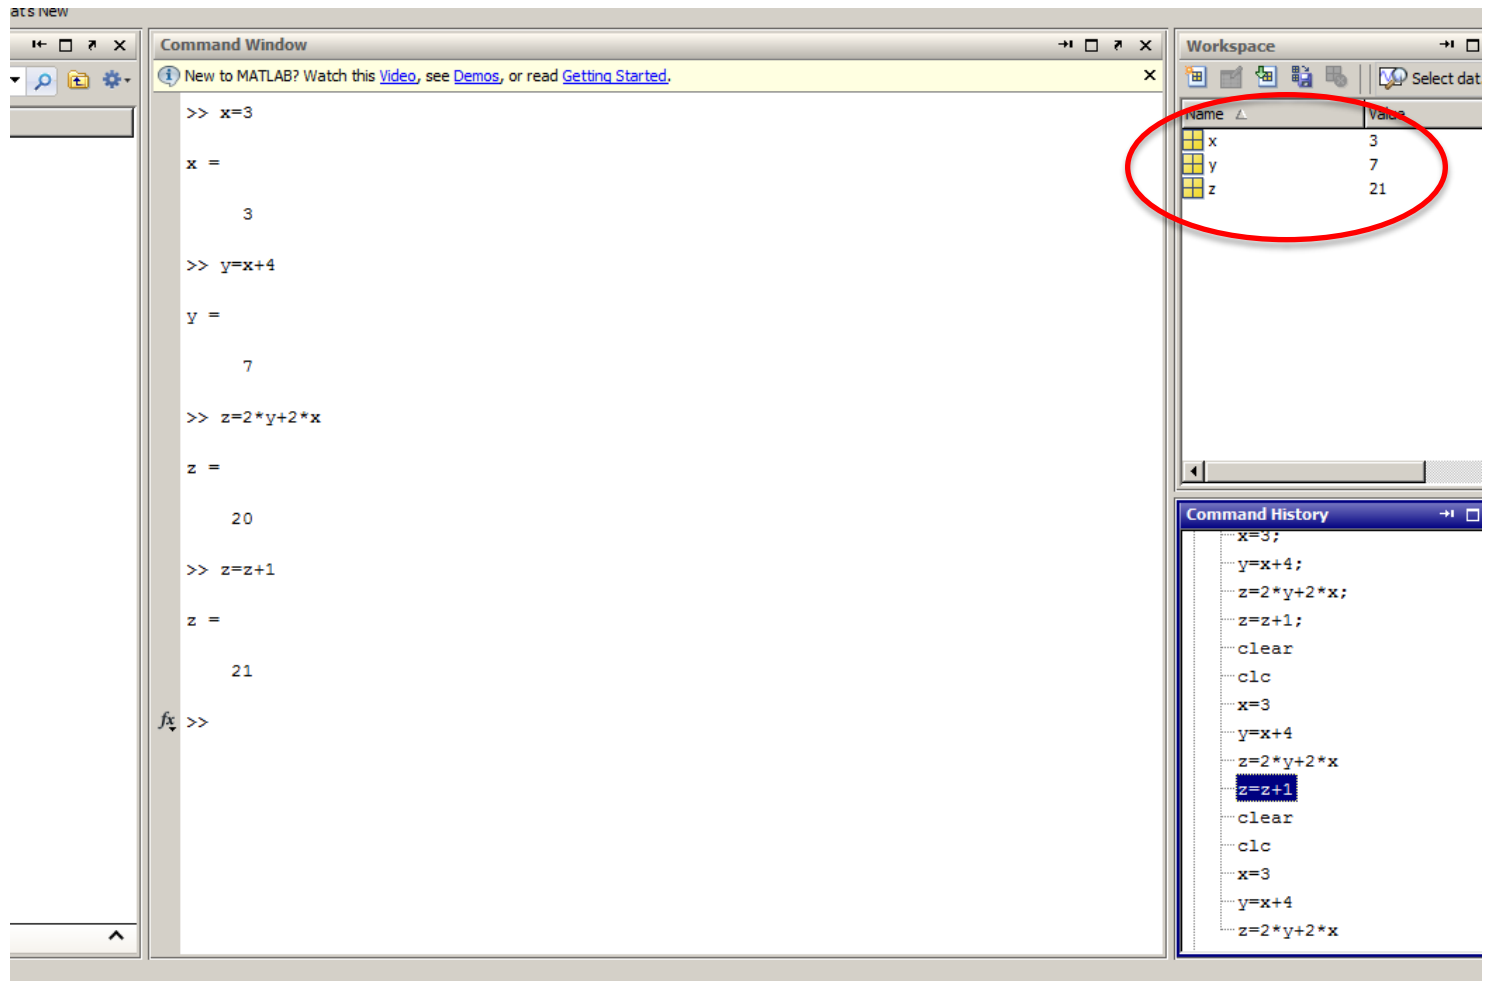 at's New
Command Window
New to MATLAB? Watch this Video, see Demos, or read Getting Started.
>> x=3
x =
3
>> y=x+4
y =
7
>> z=2*y+2*x
z =
20
>> z=z+1
z =
21
fx >>
Workspace
Select dat
Name Value
x 3
y 7
z 21
Command History
x=3;
y=x+4;
z=2*y+2*x;
z=z+1;
clear
clc
x=3
y=x+4
z=2*y+2*x
z=z+1
clear
clc
x=3
y=x+4
z=2*y+2*x